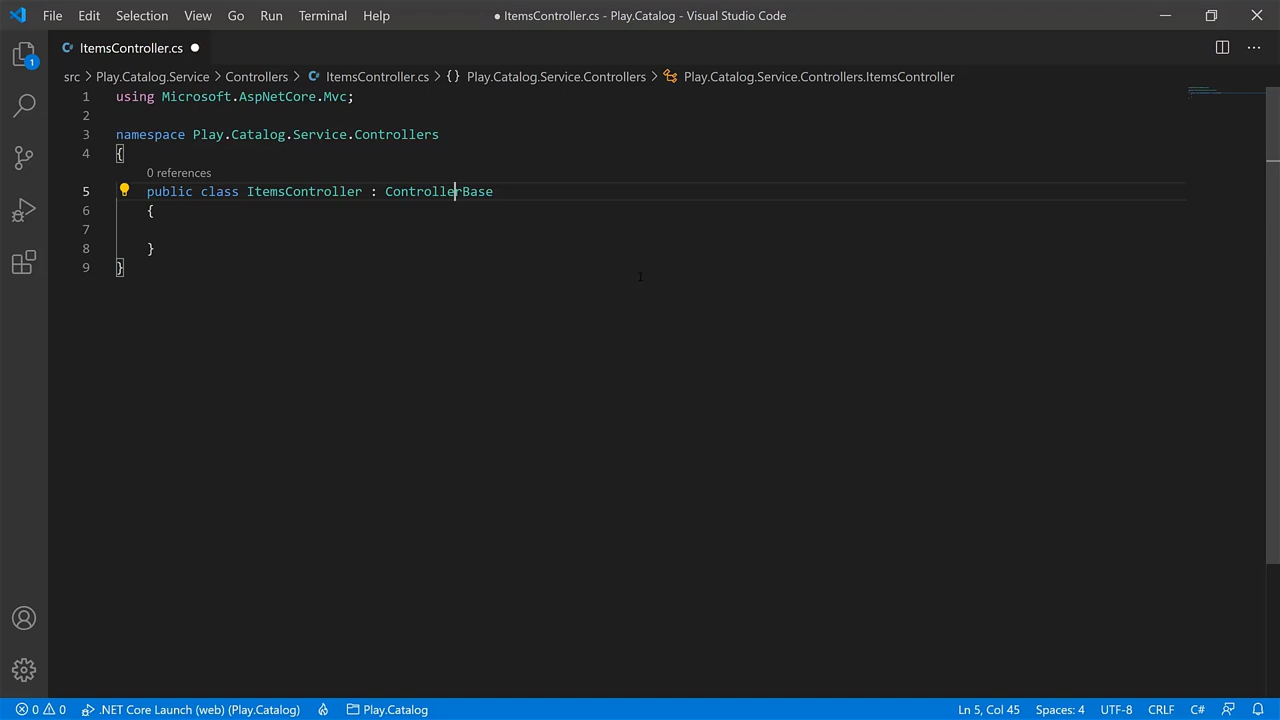 File Edit Selection View Go Run Terminal Help ● ItemsController.cs - Play.Catalog - Visual Studio Code
ItemsController.cs ●
src > Play.Catalog.Service > Controllers > ItemsController.cs > {} Play.Catalog.Service.Controllers > Play.Catalog.Service.Controllers.ItemsController
1 using Microsoft.AspNetCore.Mvc;
2
3 namespace Play.Catalog.Service.Controllers
4 {
0 references
5 public class ItemsController : ControllerBase
6 {
7
8 }
9 }
1
0 0 .NET Core Launch (web) (Play.Catalog) Play.Catalog Ln 5, Col 45 Spaces: 4 UTF-8 CRLF C#